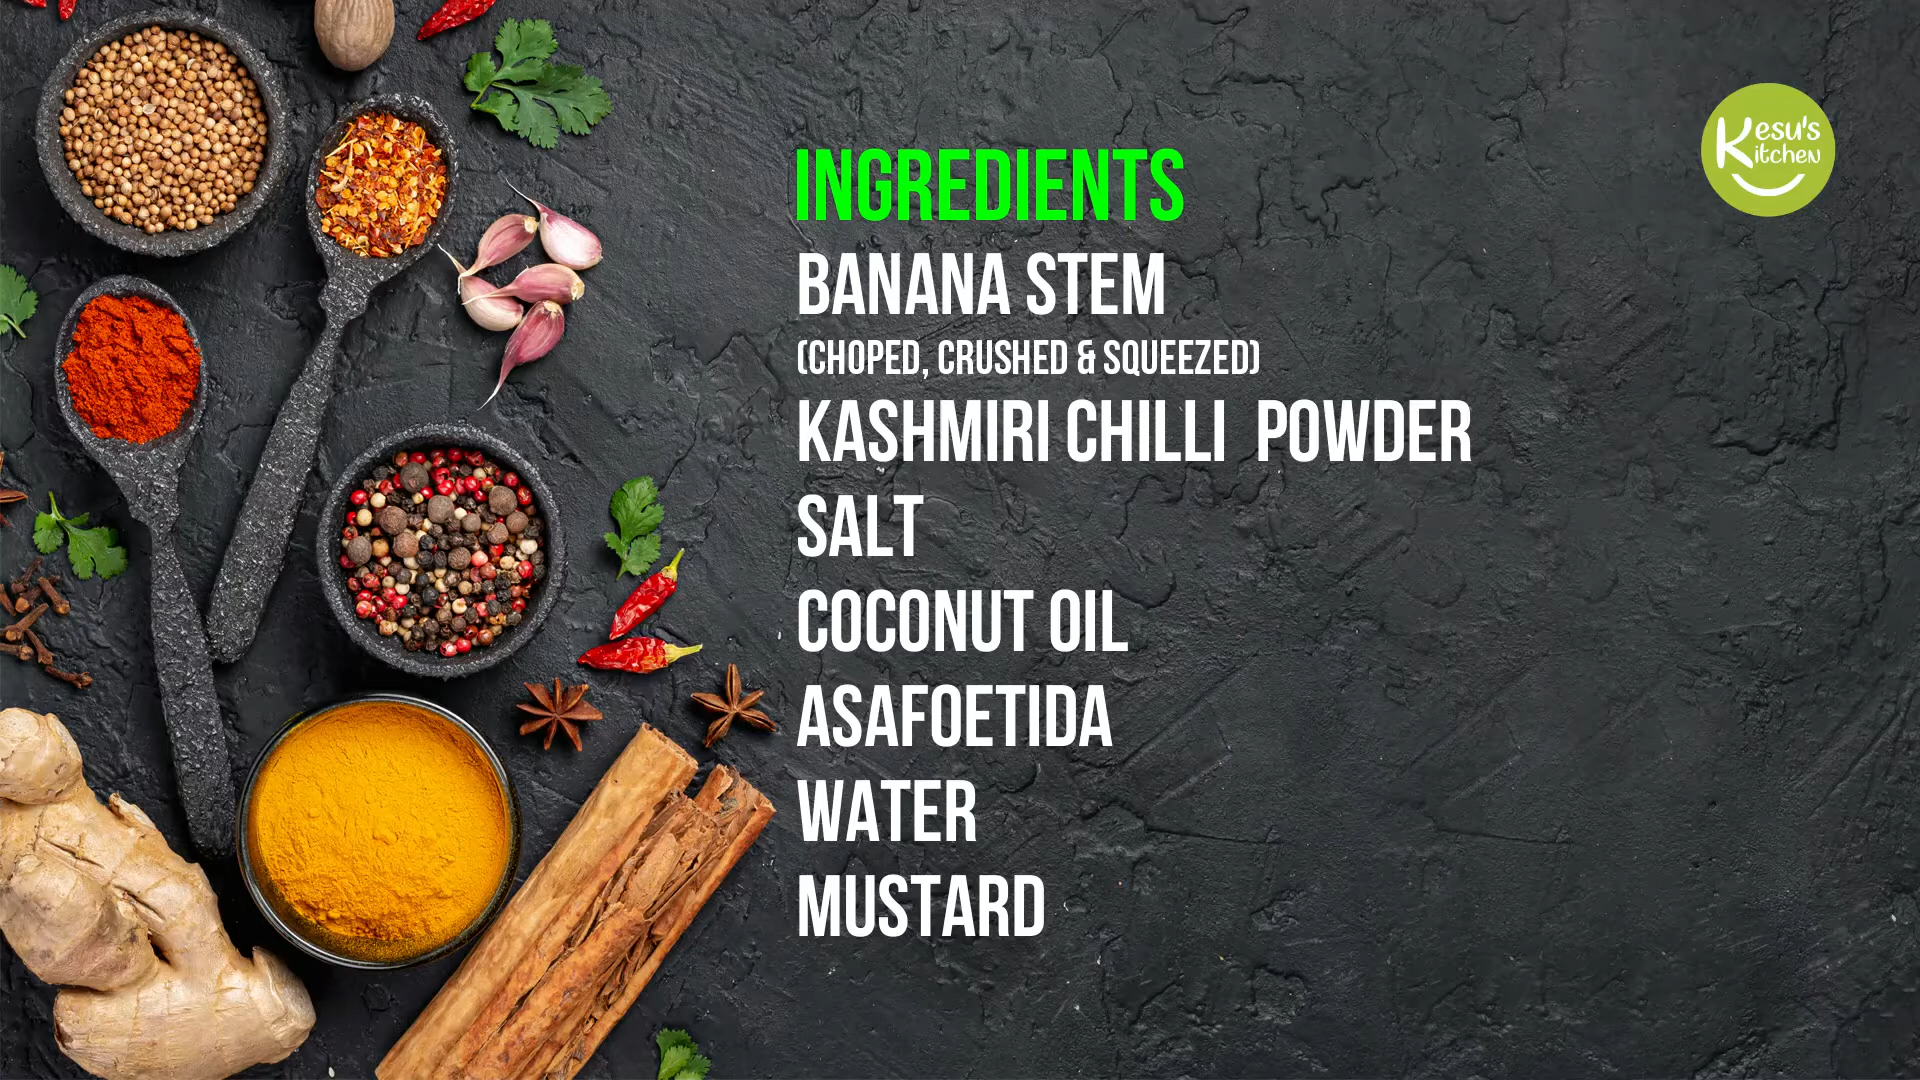 INGREDIENTS
Kesu's
Kitchen
BANANA STEM
(CHOPED, CRUSHED & SQUEEZED)
KASHMIRI CHILLI POWDER
SALT
COCONUT OIL
ASAFOETIDA
WATER
MUSTARD